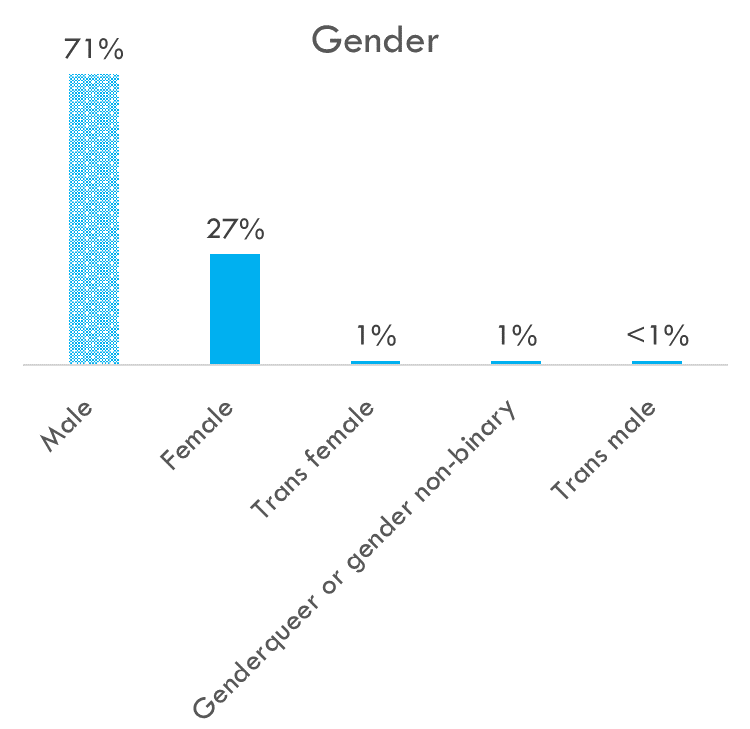 Gender
71%
27%
1%
1%
<1%
Male
Female
Trans female
Genderqueer or gender non-binary
Trans male